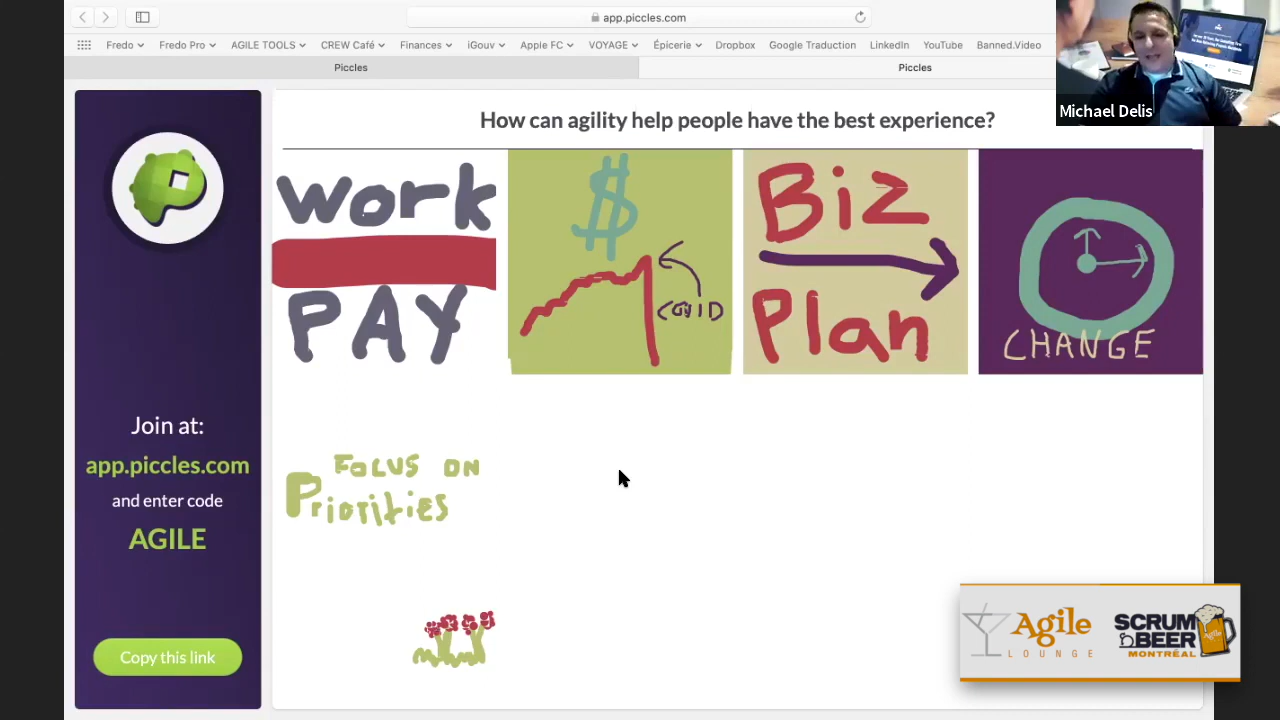 app.piccles.com
Fredo
Fredo Pro
AGILE TOOLS
CREW Café
Finances
iGouv
Apple FC
VOYAGE
Épicerie
Dropbox
Google Traduction
LinkedIn
YouTube
Banned.Video
Piccles
Piccles
Michael Delis
How can agility help people have the best experience?
Work
PAY
$
COVID
Biz
Plan
CHANGE
Join at:
app.piccles.com
and enter code
AGILE
Copy this link
FOCUS ON
PRiORiTiES
Agile
LOUNGE
SCRUM
& BEER
MONTRÉAL
Agile